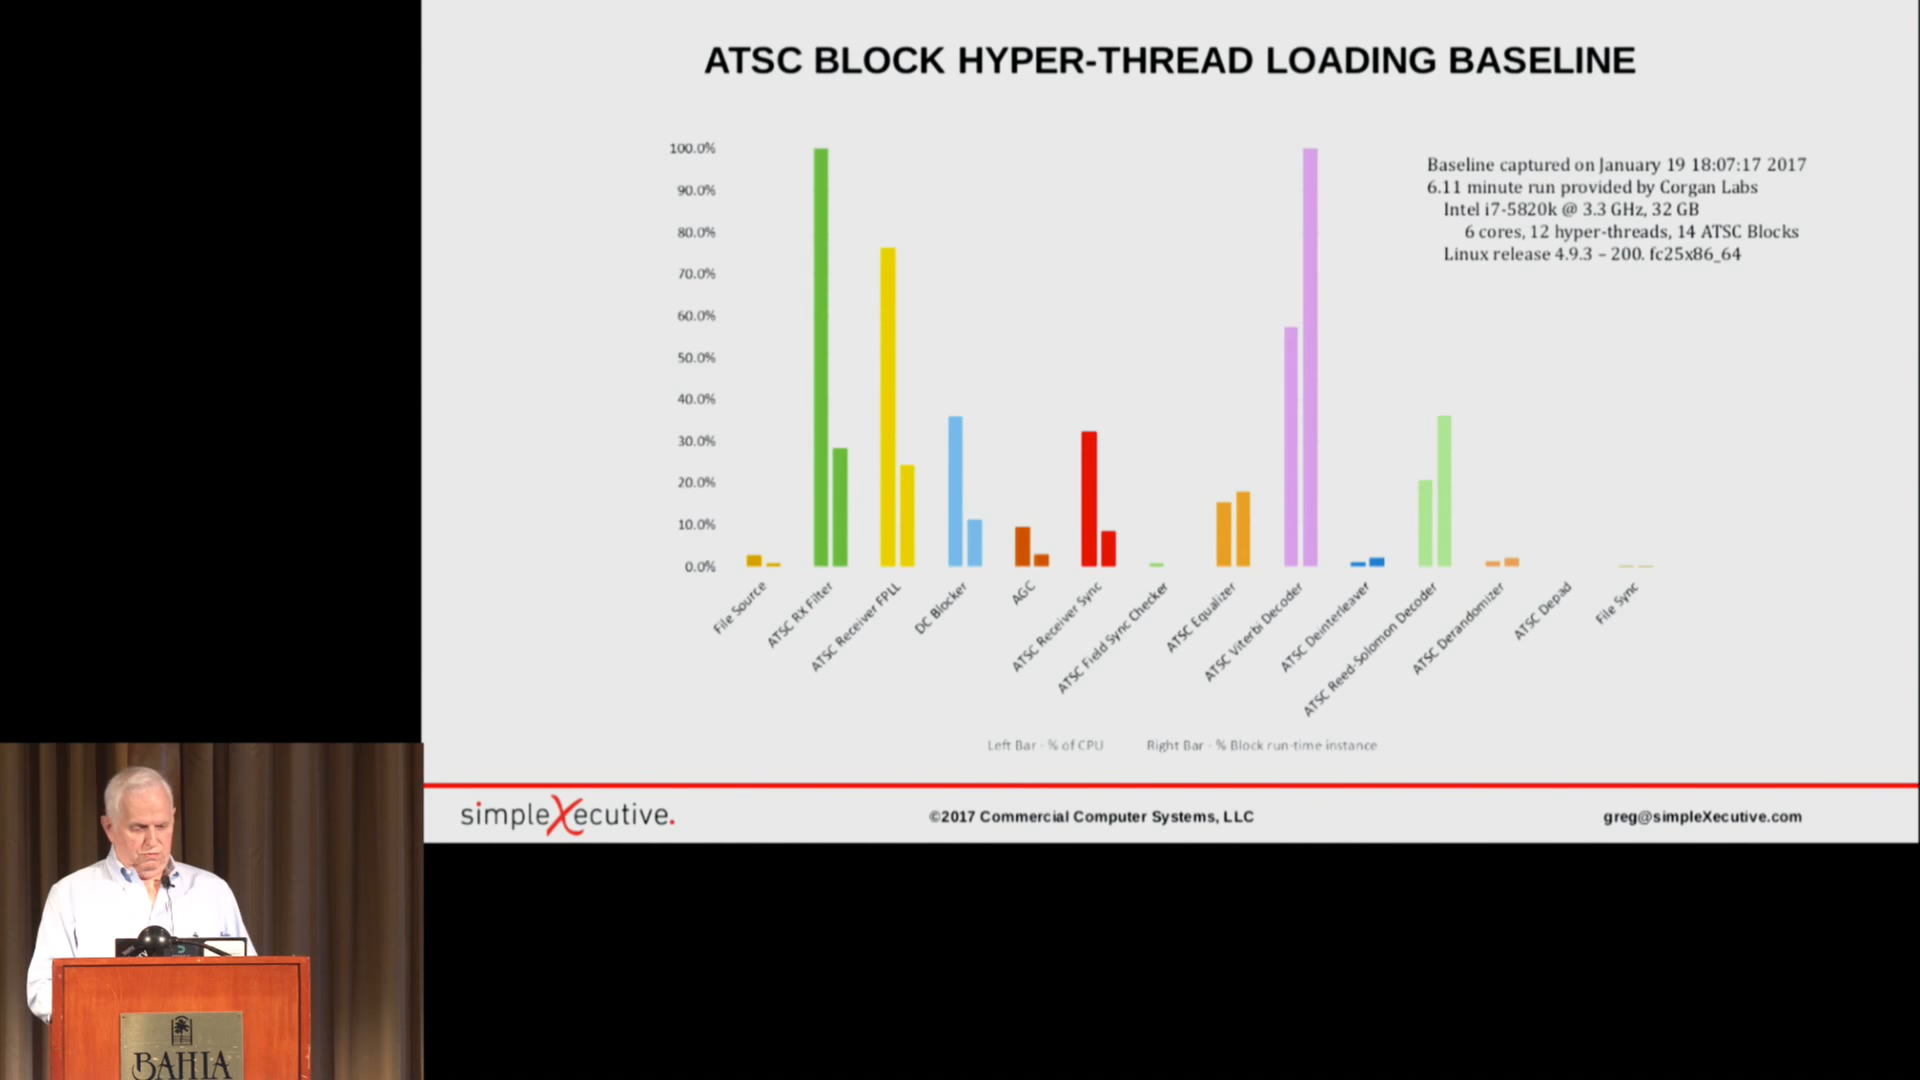 ATSC BLOCK HYPER-THREAD LOADING BASELINE
100.0%
90.0%
80.0%
70.0%
60.0%
50.0%
40.0%
30.0%
20.0%
10.0%
0.0%
Baseline captured on January 19 18:07:17 2017
6.11 minute run provided by Corgan Labs
Intel i7-5820k @ 3.3 GHz, 32 GB
6 cores, 12 hyper-threads, 14 ATSC Blocks
Linux release 4.9.3 – 200. fc25x86_64
File Source
ATSC RX Filter
ATSC Receiver FPLL
DC Blocker
AGC
ATSC Receiver Sync
ATSC Field Sync Checker
ATSC Equalizer
ATSC Viterbi Decoder
ATSC Deinterleaver
ATSC Reed-Solomon Decoder
ATSC Derandomizer
ATSC Depad
File Sync
Left Bar - % of CPU
Right Bar - % Block run-time instance
simpleXecutive.
©2017 Commercial Computer Systems, LLC
greg@simpleXecutive.com
BAHIA